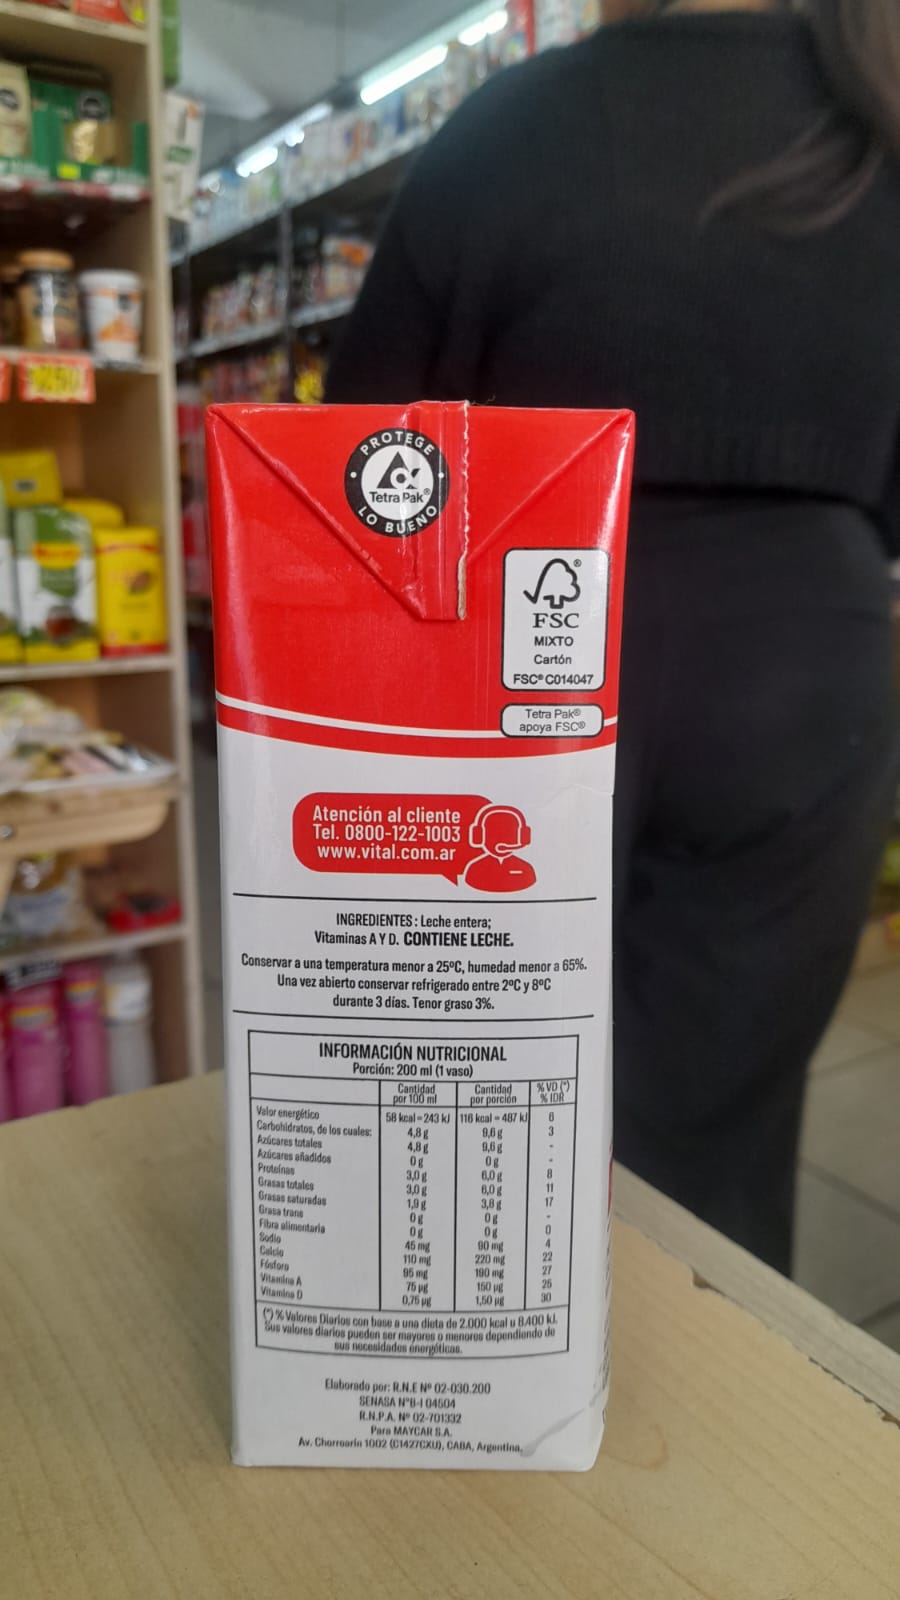 PROTEGE
Tetra Pak®
LO BUENO
FSC
MIXTO
Cartón
FSC® C014047
Tetra Pak®
apoya FSC®
Atención al cliente
Tel. 0800-122-1003
www.vital.com.ar
INGREDIENTES: Leche entera;
Vitaminas A Y D. CONTIENE LECHE.
Conservar a una temperatura menor a 25ºC, humedad menor a 65%.
Una vez abierto conservar refrigerado entre 2ºC y 8ºC
durante 3 días. Tenor graso 3%.
INFORMACIÓN NUTRICIONAL
Porción: 200 ml (1 vaso)
Cantidad por 100 ml Cantidad por porción % VD (*) % IDR
Valor energético 58 kcal = 243 kJ 116 kcal = 487 kJ 6
Carbohidratos, de los cuales: 4,8 g 9,6 g 3
Azúcares totales 4,8 g 9,6 g -
Azúcares añadidos 0 g 0 g -
Proteínas 3,0 g 6,0 g 8
Grasas totales 3,0 g 6,0 g 11
Grasas saturadas 1,9 g 3,8 g 17
Grasa trans 0 g 0 g -
Fibra alimentaria 0 g 0 g 0
Sodio 45 mg 90 mg 4
Calcio 110 mg 220 mg 22
Fósforo 95 mg 190 mg 27
Vitamina A 75 µg 150 µg 25
Vitamina D 0,75 µg 1,50 µg 30
(*) % Valores Diarios con base a una dieta de 2.000 kcal u 8.400 kJ.
Sus valores diarios pueden ser mayores o menores dependiendo de
sus necesidades energéticas.
Elaborado por: R.N.E Nº 02-030.200
SENASA N°B-I 04504
R.N.P.A. Nº 02-701332
Para MAYCAR S.A.
Av. Chorroarín 1002 (C1427CXU), CABA, Argentina.